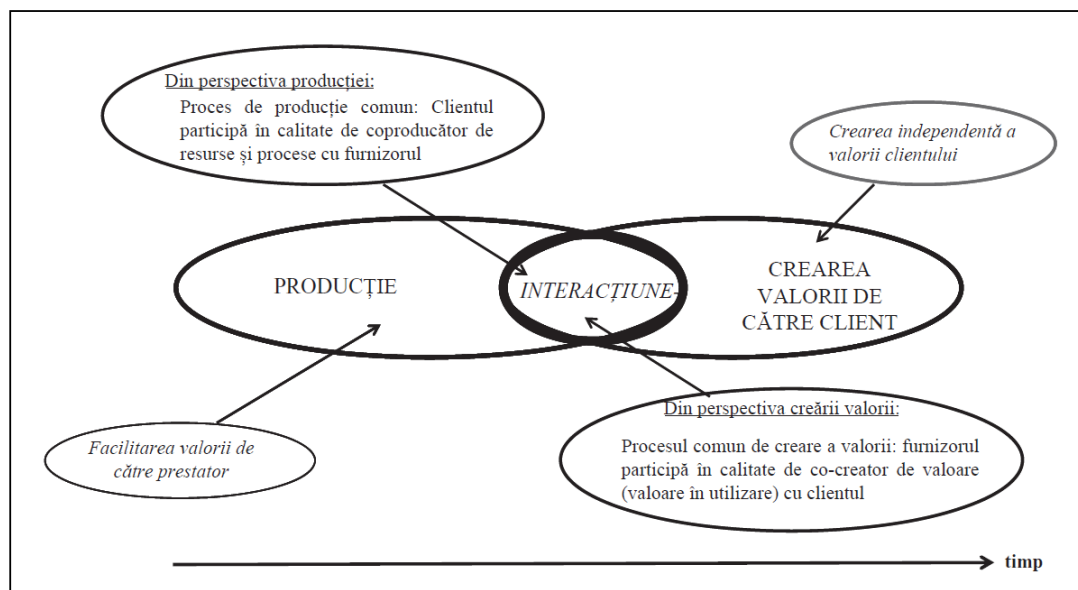 Din perspectiva producției:
Proces de producție comun: Clientul
participă în calitate de coproducător de
resurse și procese cu furnizorul
Crearea independentă a
valorii clientului
PRODUCȚIE
INTERACȚIUNE-
CREAREA
VALORII DE
CĂTRE CLIENT
Facilitarea valorii de
către prestator
Din perspectiva creării valorii:
Procesul comun de creare a valorii: furnizorul
participă în calitate de co-creator de valoare
(valoare în utilizare) cu clientul
timp